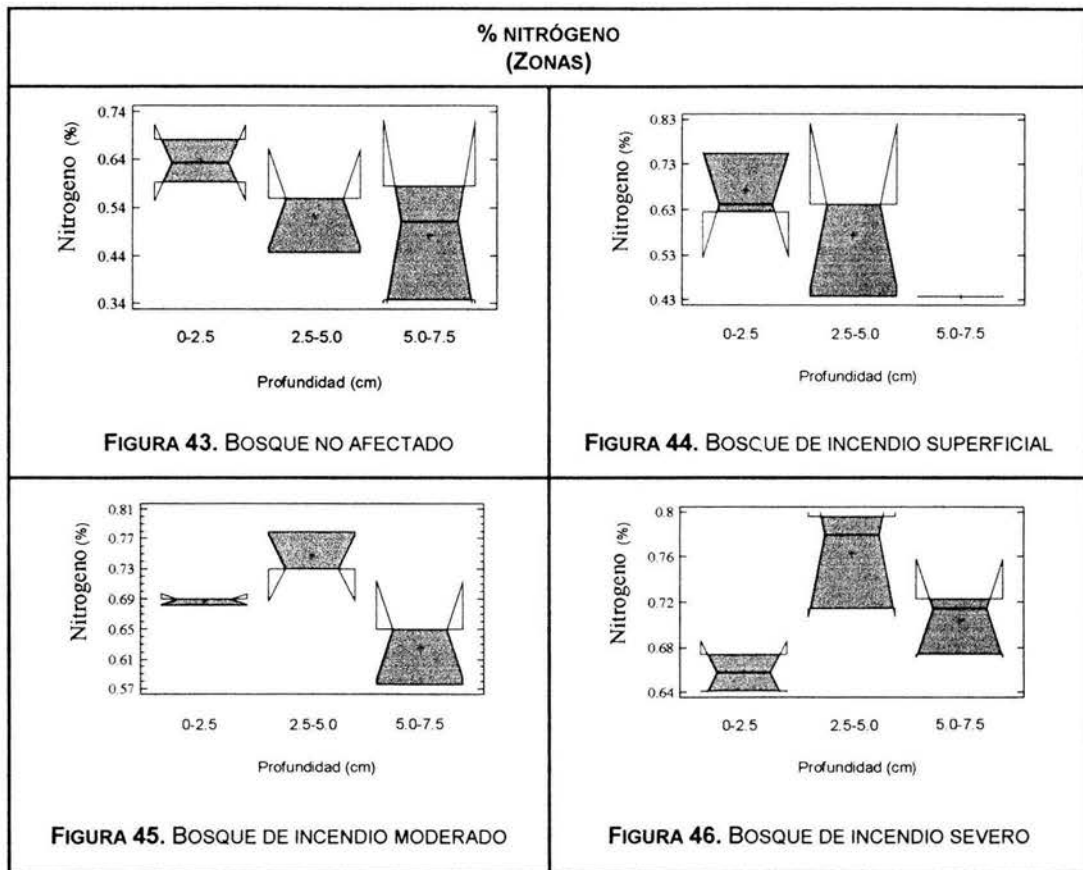 % NITRÓGENO
(ZONAS)
Nitrogeno (%)
0.74
0.64
0.54
0.44
0.34
0-2.5 2.5-5.0 5.0-7.5
Profundidad (cm)
FIGURA 43. BOSQUE NO AFECTADO
Nitrogeno (%)
0.83
0.73
0.63
0.53
0.43
0-2.5 2.5-5.0 5.0-7.5
Profundidad (cm)
FIGURA 44. BOSCUE DE INCENDIO SUPERFICIAL
Nitrogeno (%)
0.81
0.77
0.73
0.69
0.65
0.61
0.57
0-2.5 2.5-5.0 5.0-7.5
Profundidad (cm)
FIGURA 45. BOSQUE DE INCENDIO MODERADO
Nitrogeno (%)
0.8
0.76
0.72
0.68
0.64
0-2.5 2.5-5.0 5.0-7.5
Profundidad (cm)
FIGURA 46. BOSQUE DE INCENDIO SEVERO